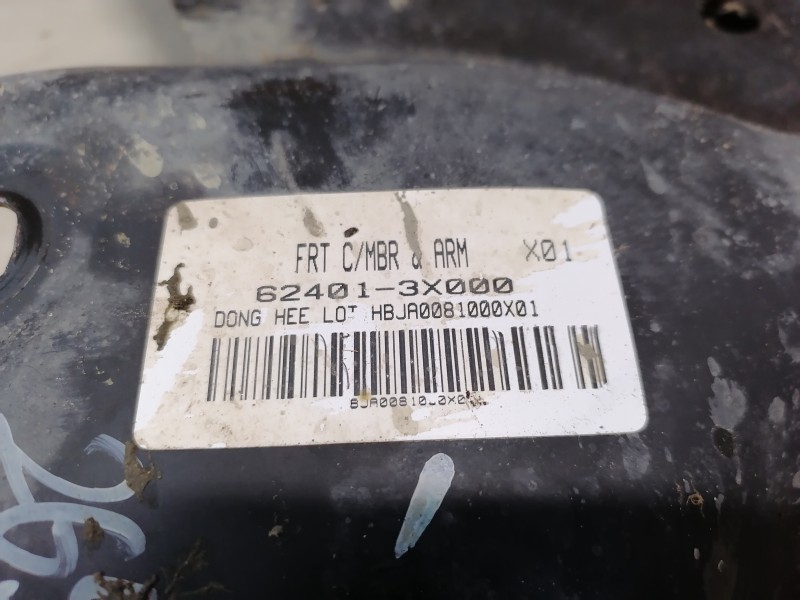 FRT C/MBR & ARM X01
62401-3X000
DONG HEE LOT HBJA0081000X01